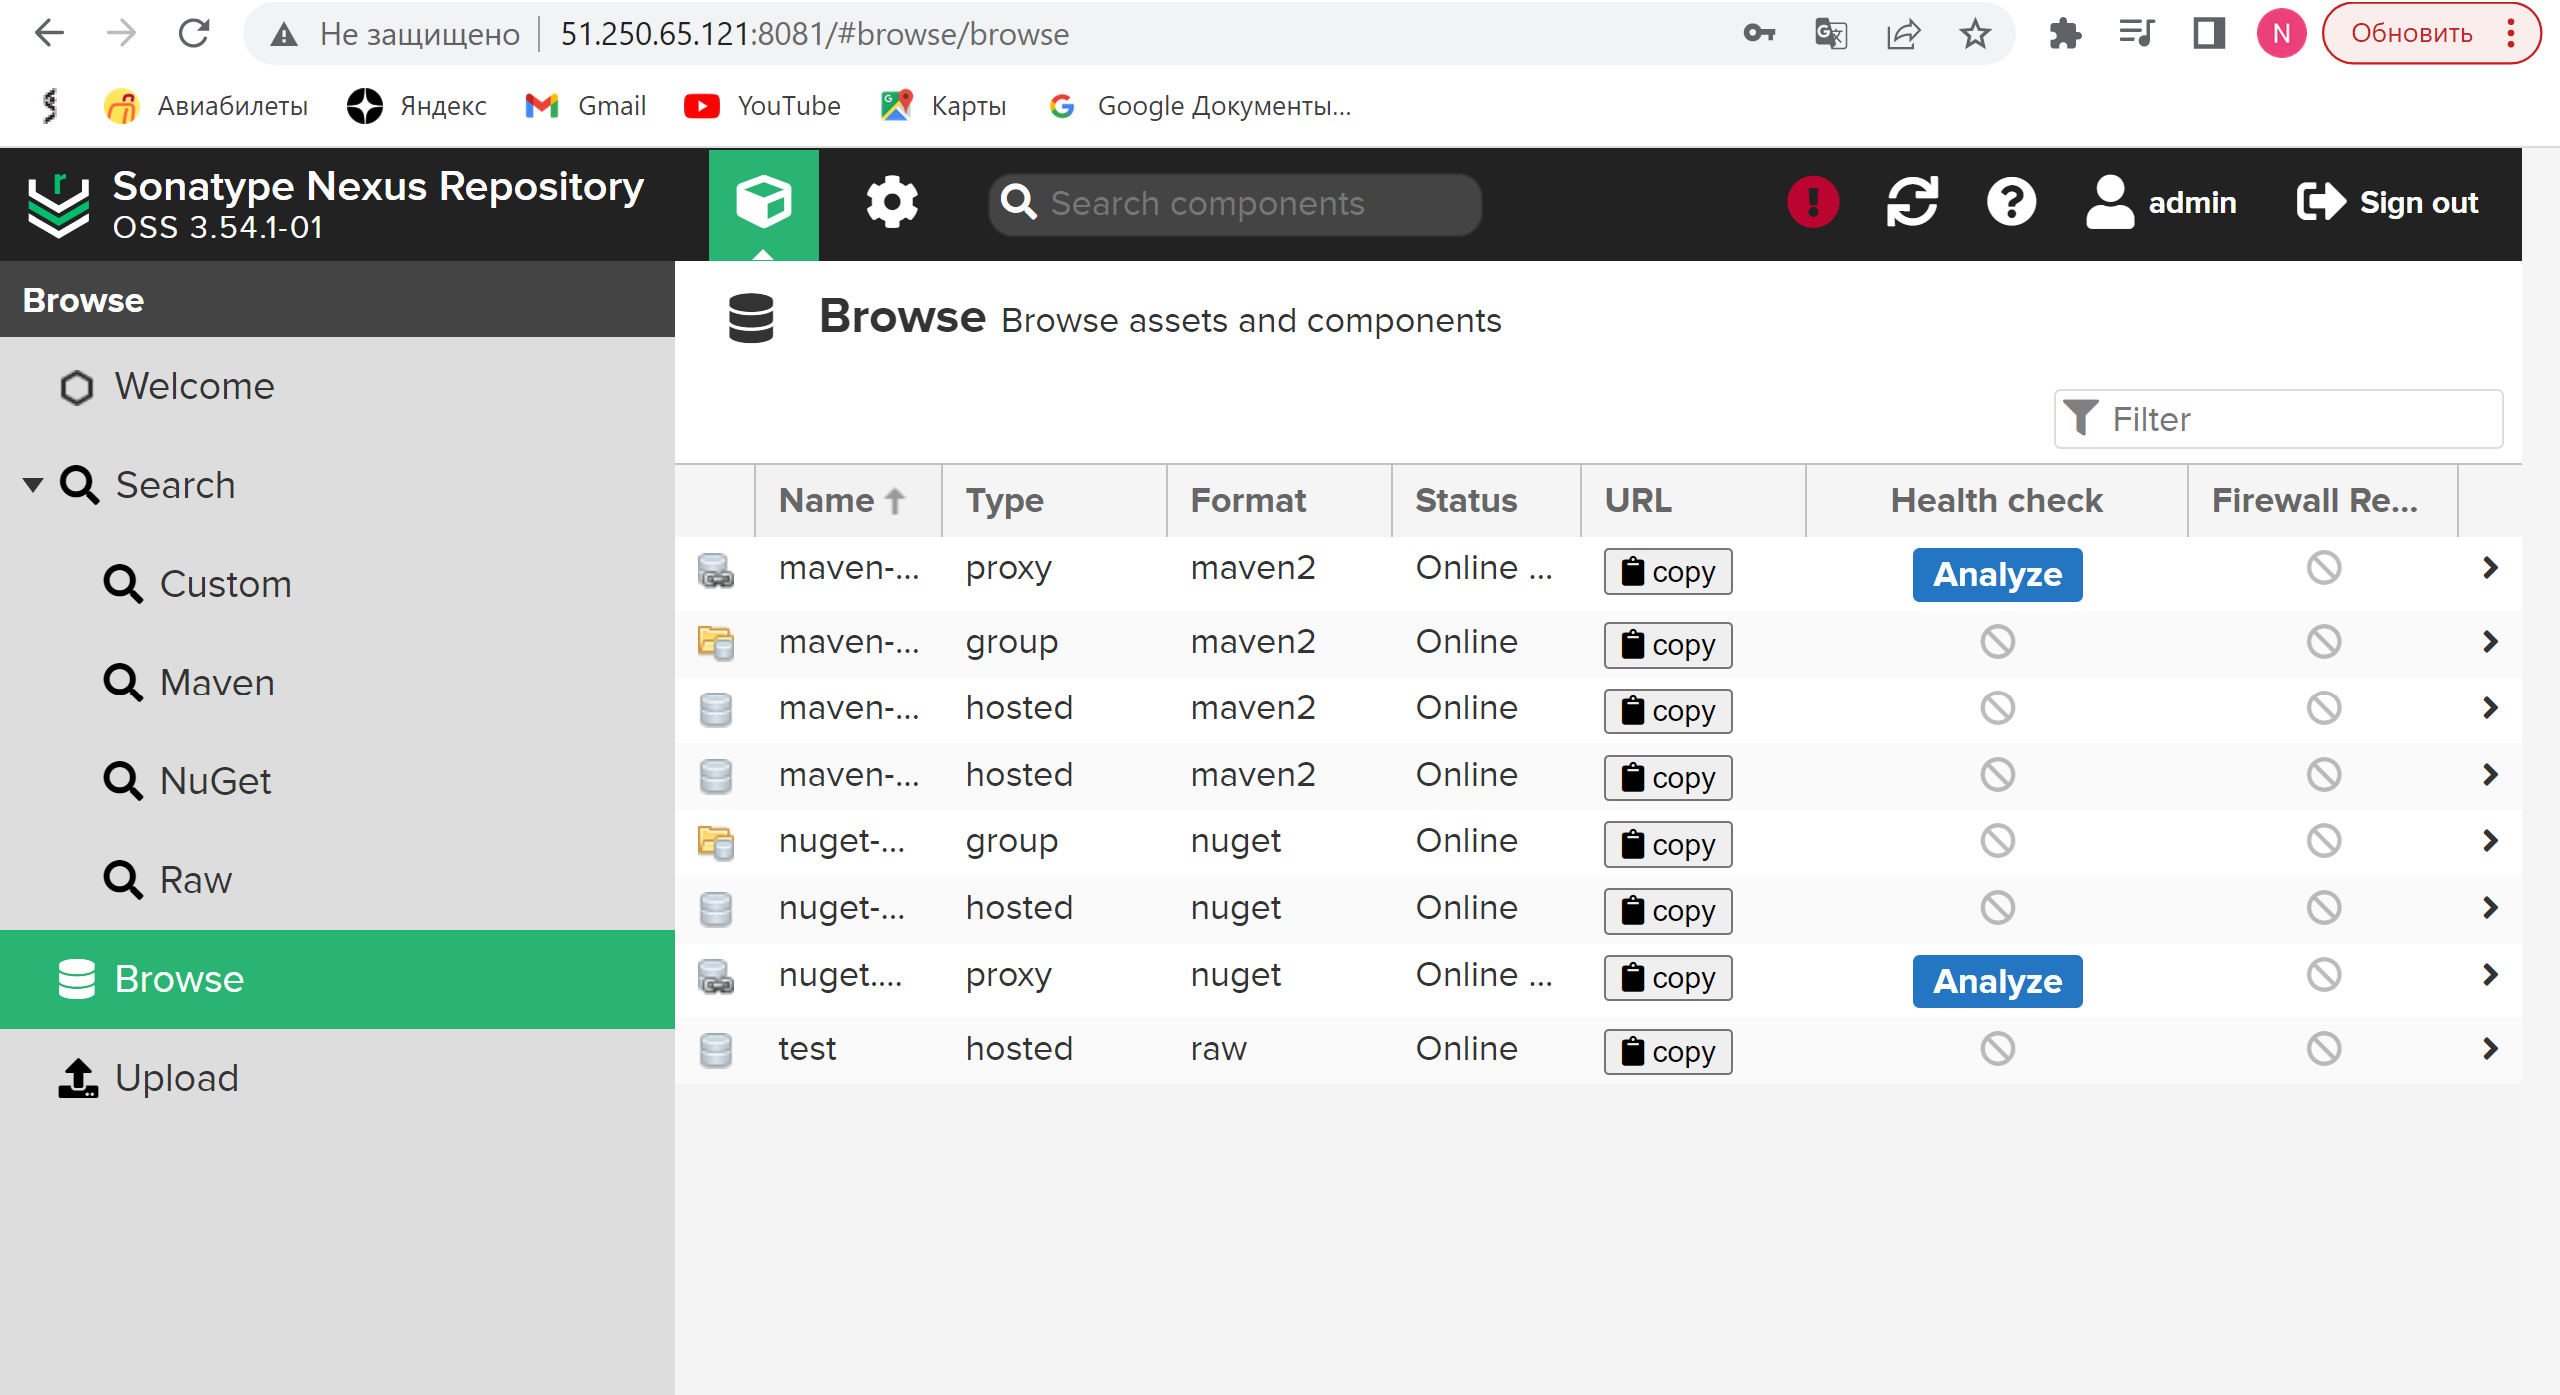 Не защищено 51.250.65.121:8081/#browse/browse N Обновить
Авиабилеты Яндекс Gmail YouTube Карты Google Документы...
Sonatype Nexus Repository
OSS 3.54.1-01
Search components
admin
Sign out
Browse
Welcome
Search
Custom
Maven
NuGet
Raw
Browse
Upload
Browse Browse assets and components
Filter
Name Type Format Status URL Health check Firewall Re...
maven-... proxy maven2 Online ... copy Analyze
maven-... group maven2 Online copy
maven-... hosted maven2 Online copy
maven-... hosted maven2 Online copy
nuget-... group nuget Online copy
nuget-... hosted nuget Online copy
nuget.... proxy nuget Online ... copy Analyze
test hosted raw Online copy